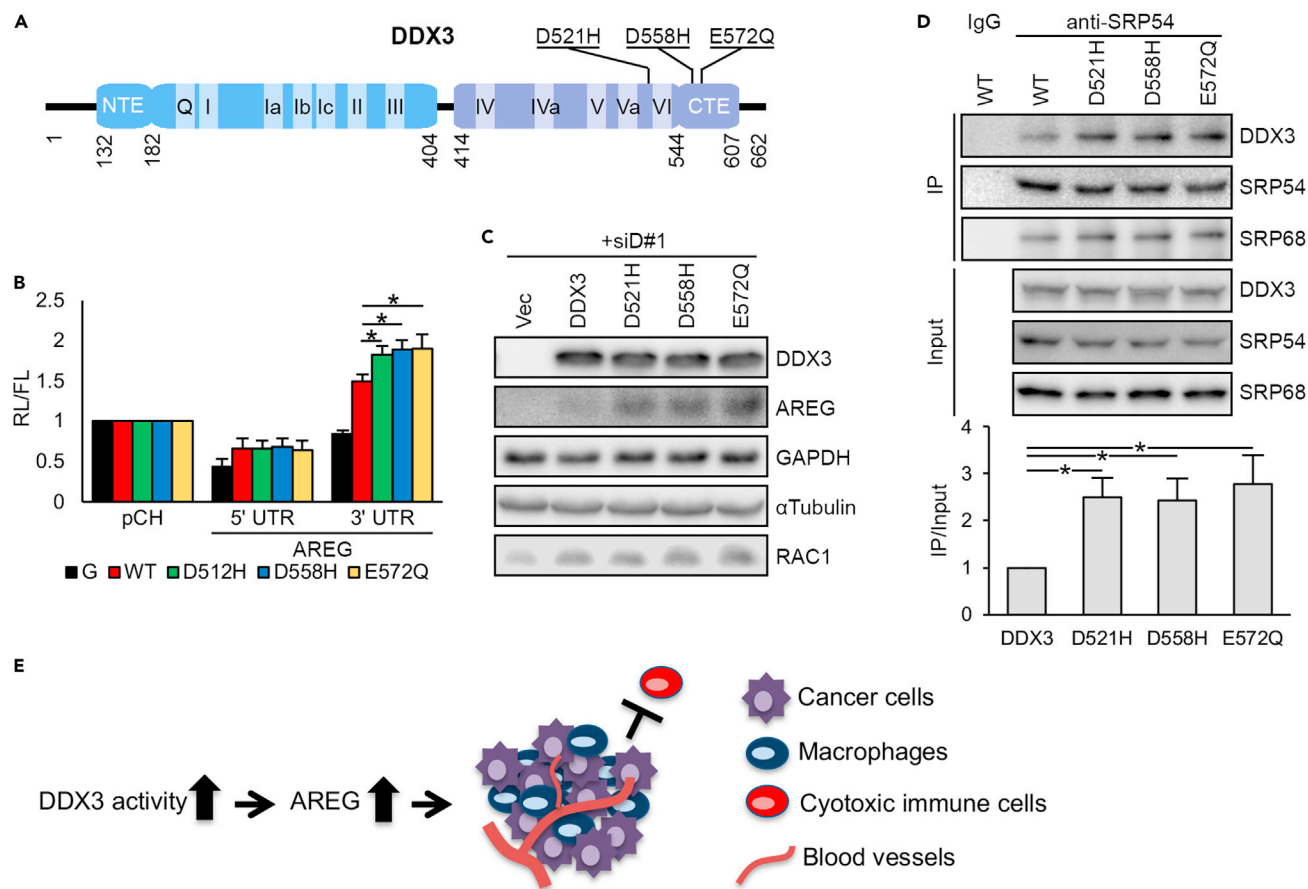 A
DDX3
D521H D558H E572Q
NTE Q I Ia Ib Ic II III IV IVa V Va VI CTE
1 132 182 404 414 544 607 662
B
2.5
2
1.5
1
0.5
0
RL/FL
* * *
pCH 5' UTR 3' UTR
AREG
G WT D512H D558H E572Q
C
+siD#1
Vec DDX3 D521H D558H E572Q
DDX3
AREG
GAPDH
αTubulin
RAC1
D
IgG anti-SRP54
WT WT D521H D558H E572Q
IP
DDX3
SRP54
SRP68
Input
DDX3
SRP54
SRP68
4
3
2
1
0
IP/Input
* * *
DDX3 D521H D558H E572Q
E
DDX3 activity AREG
Cancer cells
Macrophages
Cyotoxic immune cells
Blood vessels